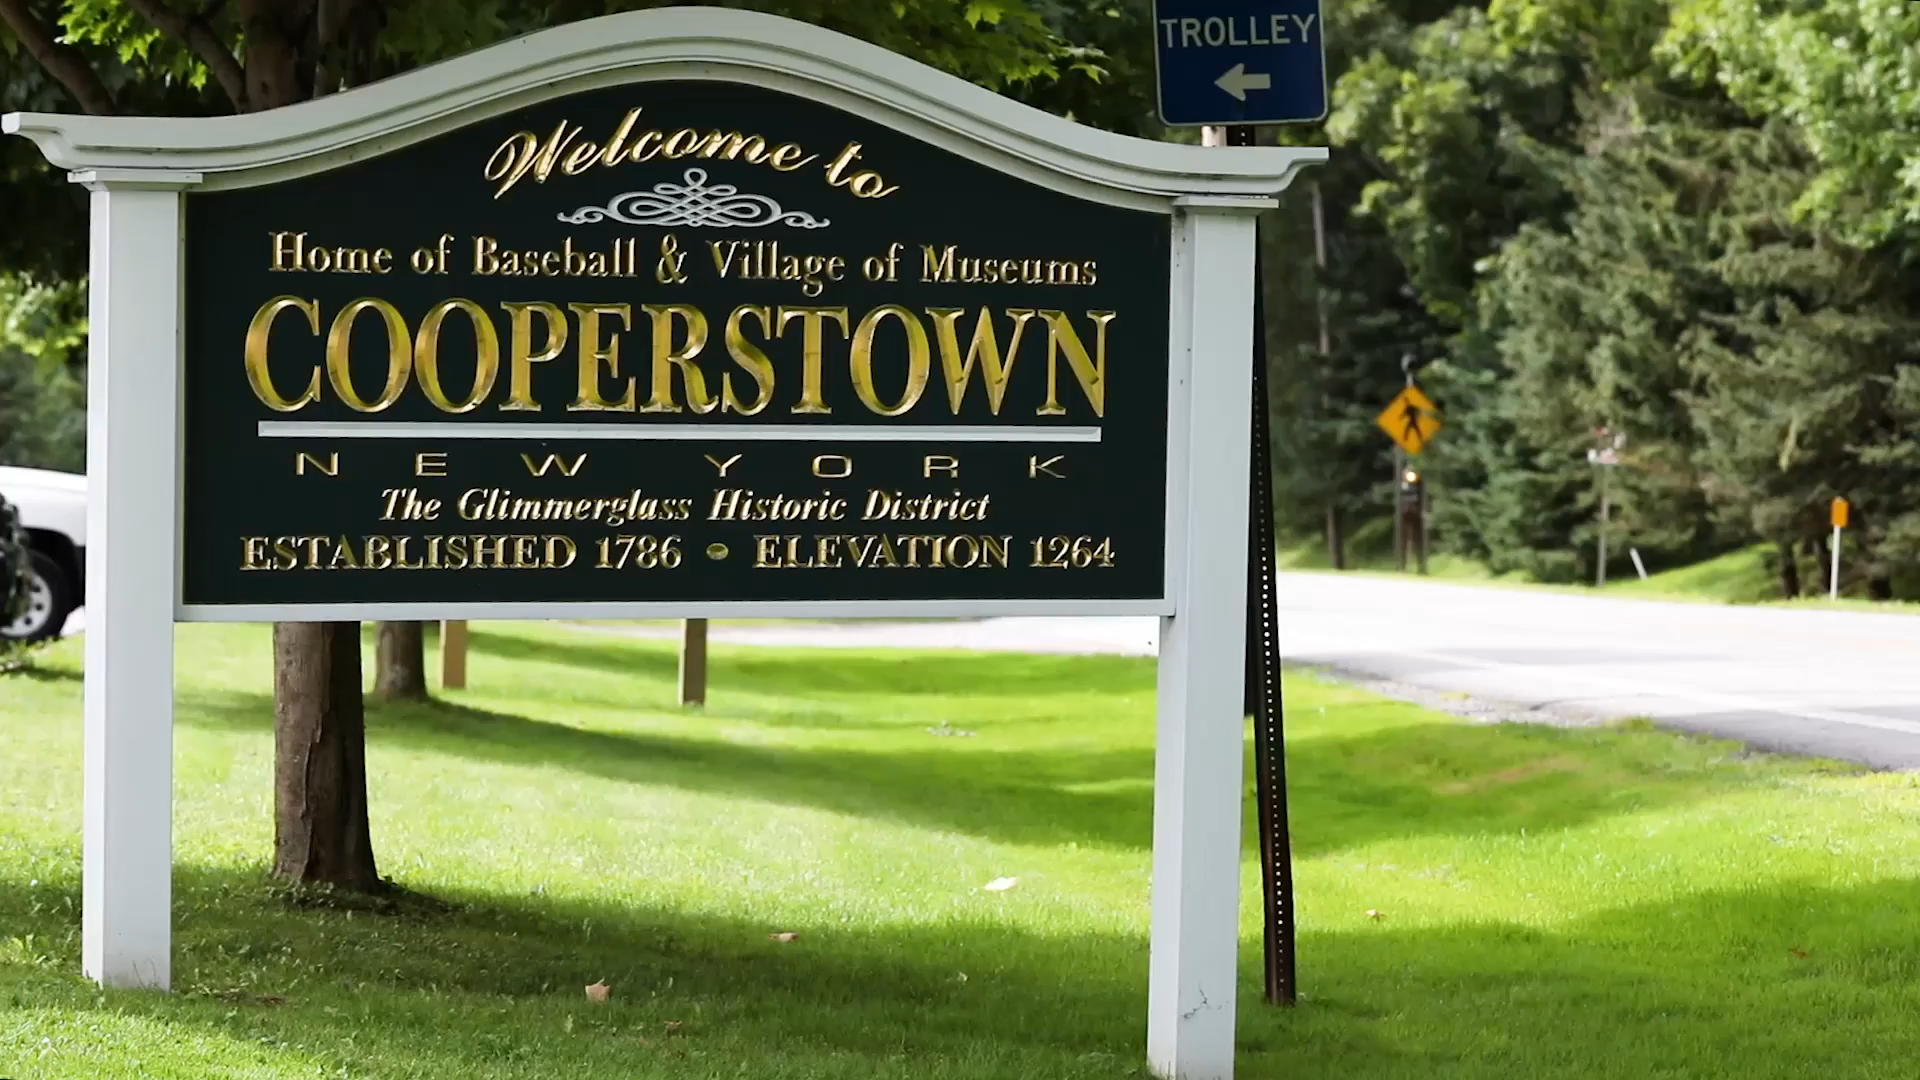 TROLLEY
Welcome to
Home of Baseball & Village of Museums
COOPERSTOWN
NEW YORK
The Glimmerglass Historic District
ESTABLISHED 1786 • ELEVATION 1264